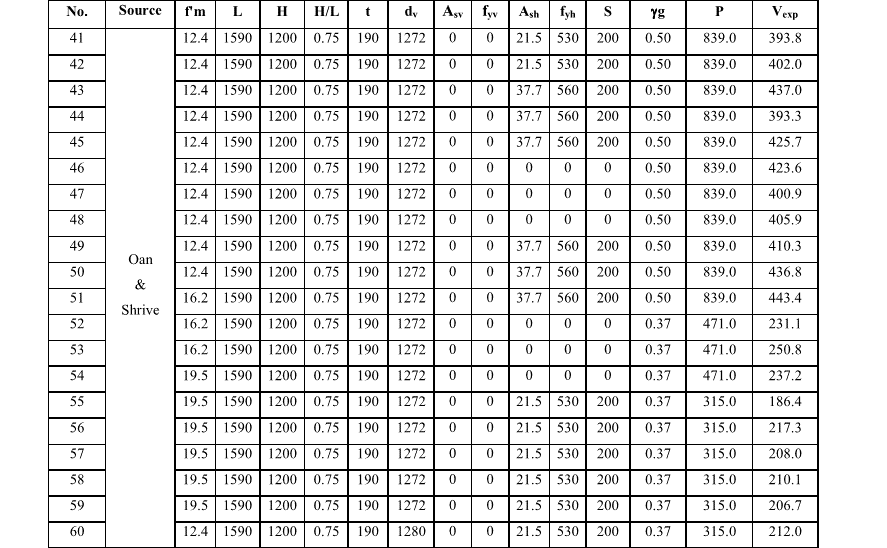 No. Source f'm L H H/L t dv Asv fyv Ash fyh S γg P Vexp
41 12.4 1590 1200 0.75 190 1272 0 0 21.5 530 200 0.50 839.0 393.8
42 12.4 1590 1200 0.75 190 1272 0 0 21.5 530 200 0.50 839.0 402.0
43 12.4 1590 1200 0.75 190 1272 0 0 37.7 560 200 0.50 839.0 437.0
44 12.4 1590 1200 0.75 190 1272 0 0 37.7 560 200 0.50 839.0 393.3
45 12.4 1590 1200 0.75 190 1272 0 0 37.7 560 200 0.50 839.0 425.7
46 12.4 1590 1200 0.75 190 1272 0 0 0 0 0 0.50 839.0 423.6
47 12.4 1590 1200 0.75 190 1272 0 0 0 0 0 0.50 839.0 400.9
48 12.4 1590 1200 0.75 190 1272 0 0 0 0 0 0.50 839.0 405.9
49 12.4 1590 1200 0.75 190 1272 0 0 37.7 560 200 0.50 839.0 410.3
Oan
50 12.4 1590 1200 0.75 190 1272 0 0 37.7 560 200 0.50 839.0 436.8
&
51 16.2 1590 1200 0.75 190 1272 0 0 37.7 560 200 0.50 839.0 443.4
Shrive
52 16.2 1590 1200 0.75 190 1272 0 0 0 0 0 0.37 471.0 231.1
53 16.2 1590 1200 0.75 190 1272 0 0 0 0 0 0.37 471.0 250.8
54 19.5 1590 1200 0.75 190 1272 0 0 0 0 0 0.37 471.0 237.2
55 19.5 1590 1200 0.75 190 1272 0 0 21.5 530 200 0.37 315.0 186.4
56 19.5 1590 1200 0.75 190 1272 0 0 21.5 530 200 0.37 315.0 217.3
57 19.5 1590 1200 0.75 190 1272 0 0 21.5 530 200 0.37 315.0 208.0
58 19.5 1590 1200 0.75 190 1272 0 0 21.5 530 200 0.37 315.0 210.1
59 19.5 1590 1200 0.75 190 1272 0 0 21.5 530 200 0.37 315.0 206.7
60 12.4 1590 1200 0.75 190 1280 0 0 21.5 530 200 0.37 315.0 212.0